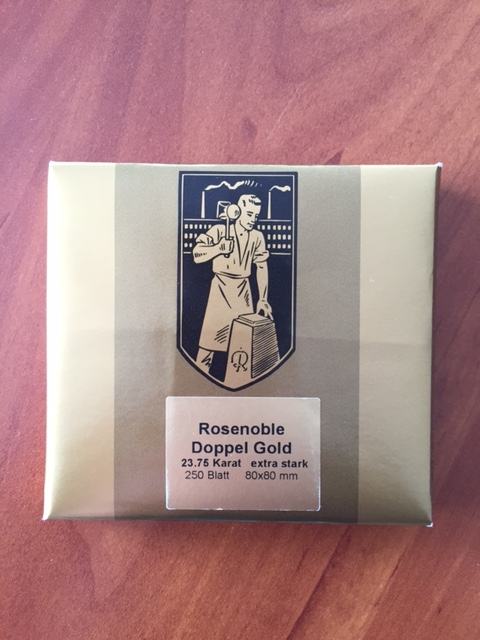 Rosenoble
Doppel Gold
23.75 Karat extra stark
250 Blatt 80x80 mm